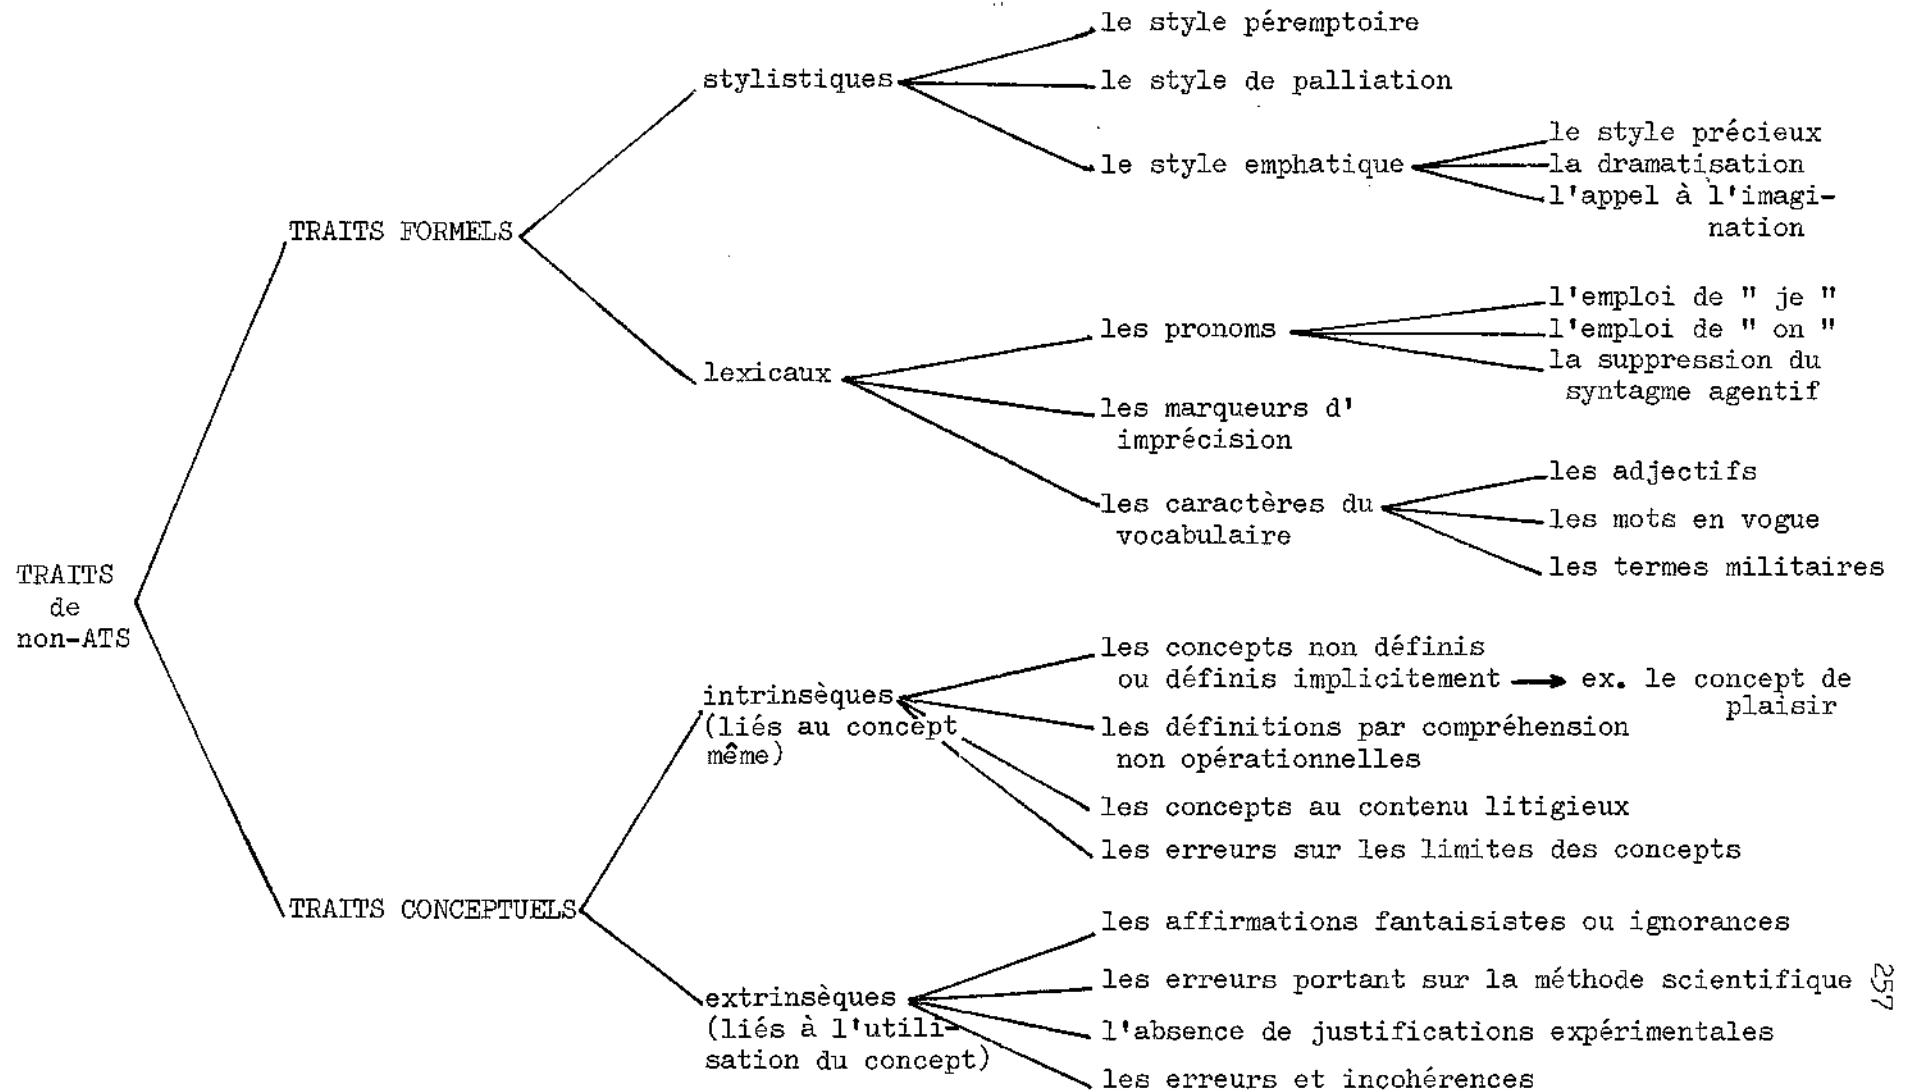 le style péremptoire
stylistiques
le style de palliation
le style emphatique
le style précieux
la dramatisation
l'appel à l'imagi-
nation
TRAITS FORMELS
lexicaux
les pronoms
l'emploi de " je "
l'emploi de " on "
la suppression du
syntagme agentif
les marqueurs d'
imprécision
les caractères du
vocabulaire
les adjectifs
les mots en vogue
les termes militaires
TRAITS
de
non-ATS
intrinsèques
(liés au concept
même)
les concepts non définis
ou définis implicitement → ex. le concept de
plaisir
les définitions par compréhension
non opérationnelles
les concepts au contenu litigieux
les erreurs sur les limites des concepts
TRAITS CONCEPTUELS
extrinsèques
(liés à l'utili-
sation du concept)
les affirmations fantaisistes ou ignorances
les erreurs portant sur la méthode scientifique
l'absence de justifications expérimentales
les erreurs et incohérences
257